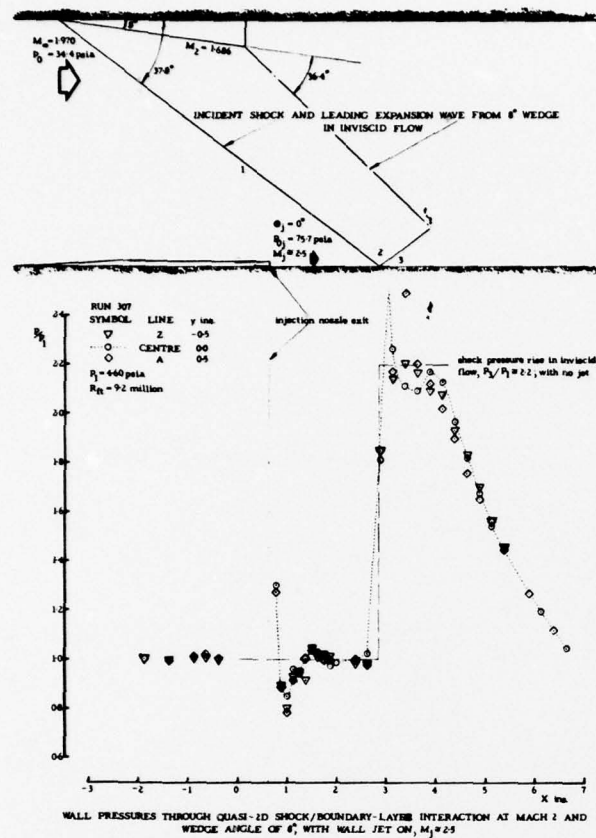 8°
M∞=1·970
P₀ = 34·4 psia
M₂ = 1·686
37·8°
36·4°
INCIDENT SHOCK AND LEADING EXPANSION WAVE FROM 8° WEDGE
IN INVISCID FLOW
1
2
3
= 0°
= 75·7 psia
Mj ≅ 2·5
RUN 307
SYMBOL LINE y ins.
▽ Z -0·5
○ CENTRE 0·0
◇ A 0·5
P₁ = 4·60 psia
Rft = 9·2 million
injection nozzle exit
shock pressure rise in inviscid
flow, P₃/P₁ ≅ 2·2; with no jet
P/P₁
2·4
2·2
2·0
1·8
1·6
1·4
1·2
1·0
0·8
0·6
-3 -2 -1 0 1 2 3 4 5 6 7
X ins.
WALL PRESSURES THROUGH QUASI-2D SHOCK/BOUNDARY-LAYER INTERACTION AT MACH 2 AND
WEDGE ANGLE OF 8°, WITH WALL JET ON, Mj ≅ 2·5